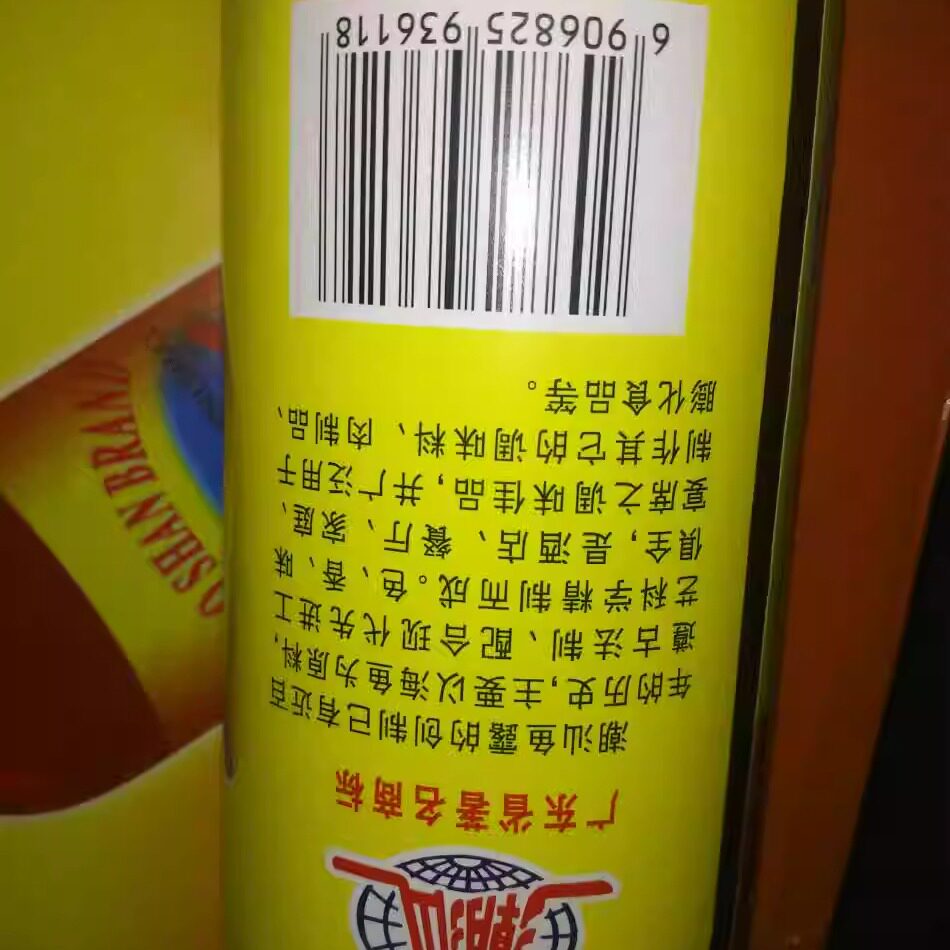 潮汕
广东省著名商标
潮汕鱼露的创制已有近百
年的历史,主要以海鱼为原料,
遵古法制、配合现代先进工
艺科学精制而成。色、香、味
俱全,是酒店、餐厅、家庭、
宴席之调味佳品,并广泛用于
制作其它的调味料、肉制品、
膨化食品等。
6 906825 936118
O SHAN BRAND